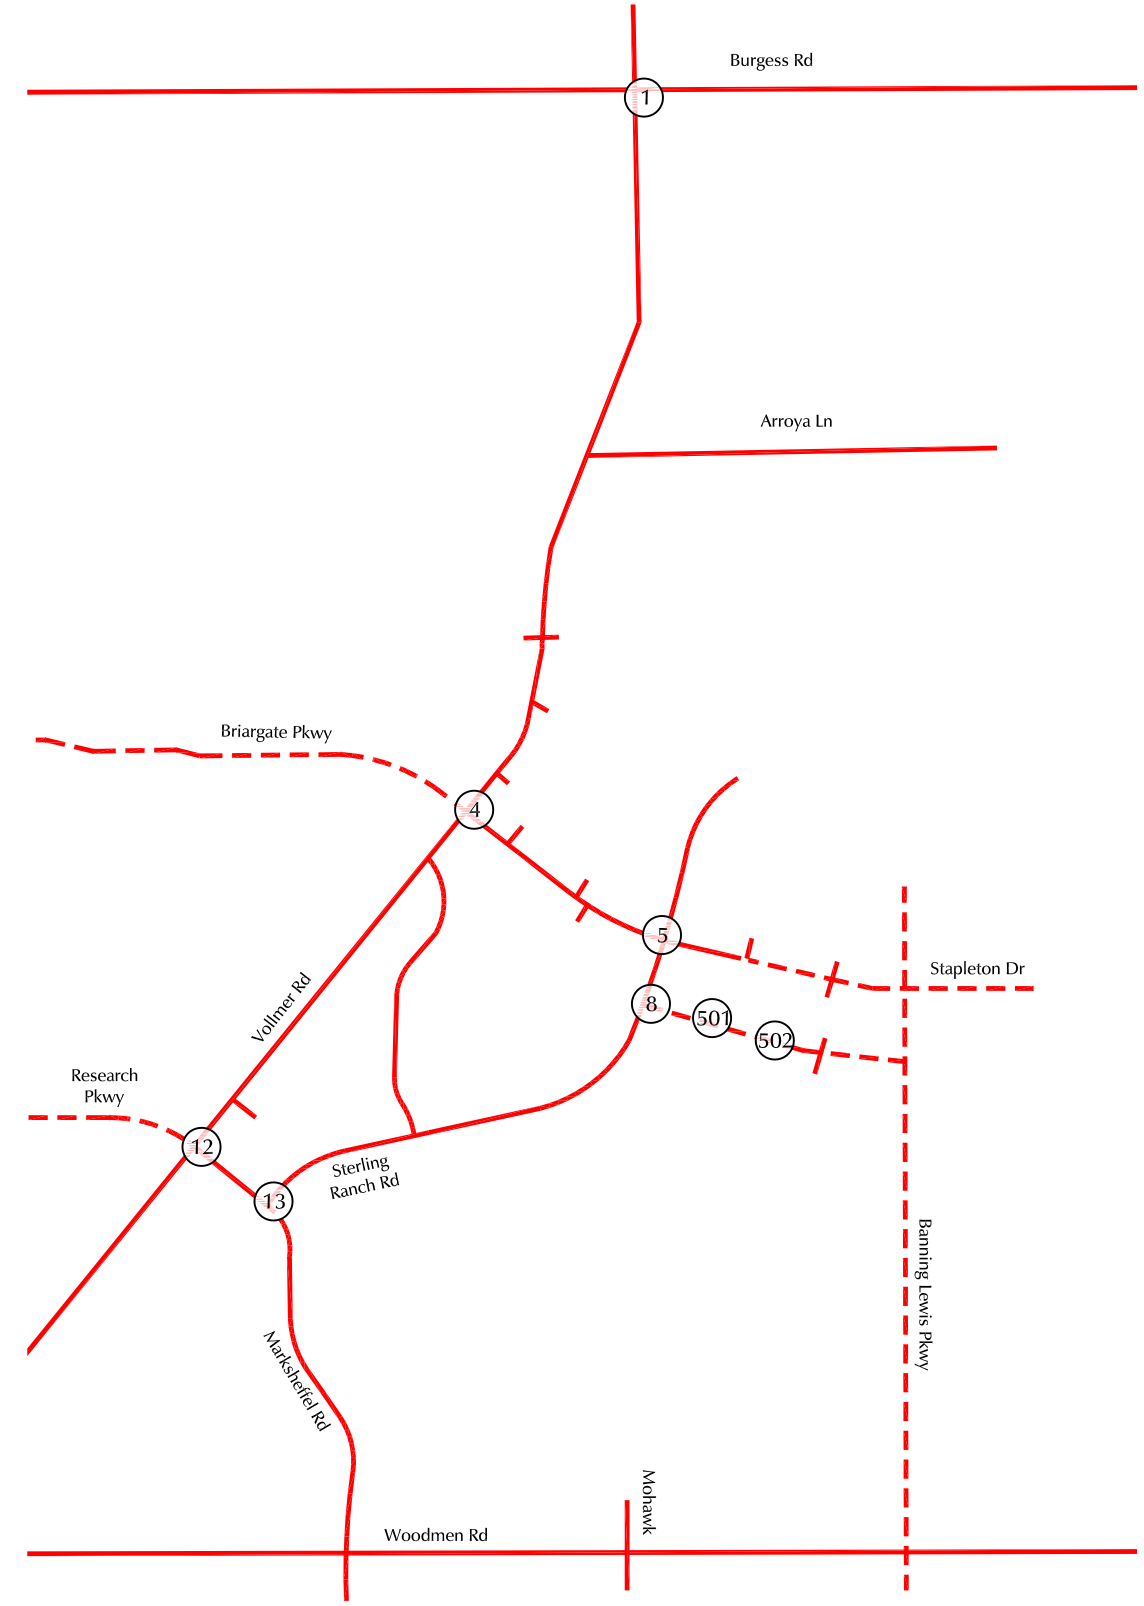 Burgess Rd
1
Arroya Ln
Briargate Pkwy
4
5
Stapleton Dr
Vollmer Rd
8
501
502
Research
Pkwy
12
Sterling
Ranch Rd
13
Banning Lewis Pkwy
Marksheffel Rd
Mohawk
Woodmen Rd